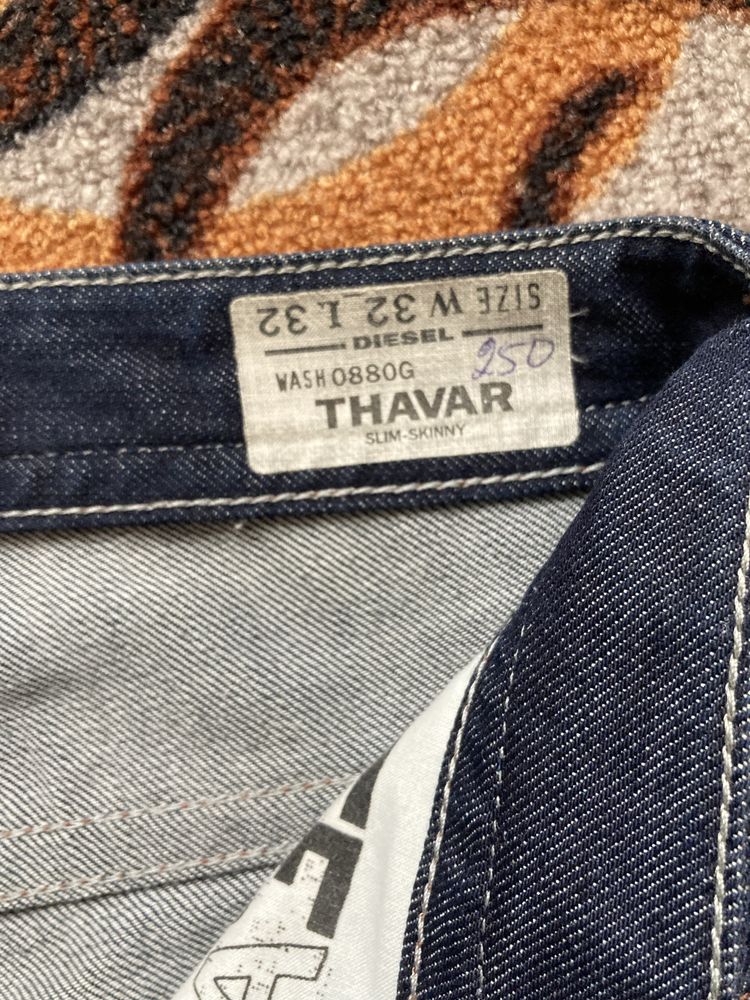 SIZE W 32 L 32
DIESEL
250
WASH 0880G
THAVAR
SLIM-SKINNY